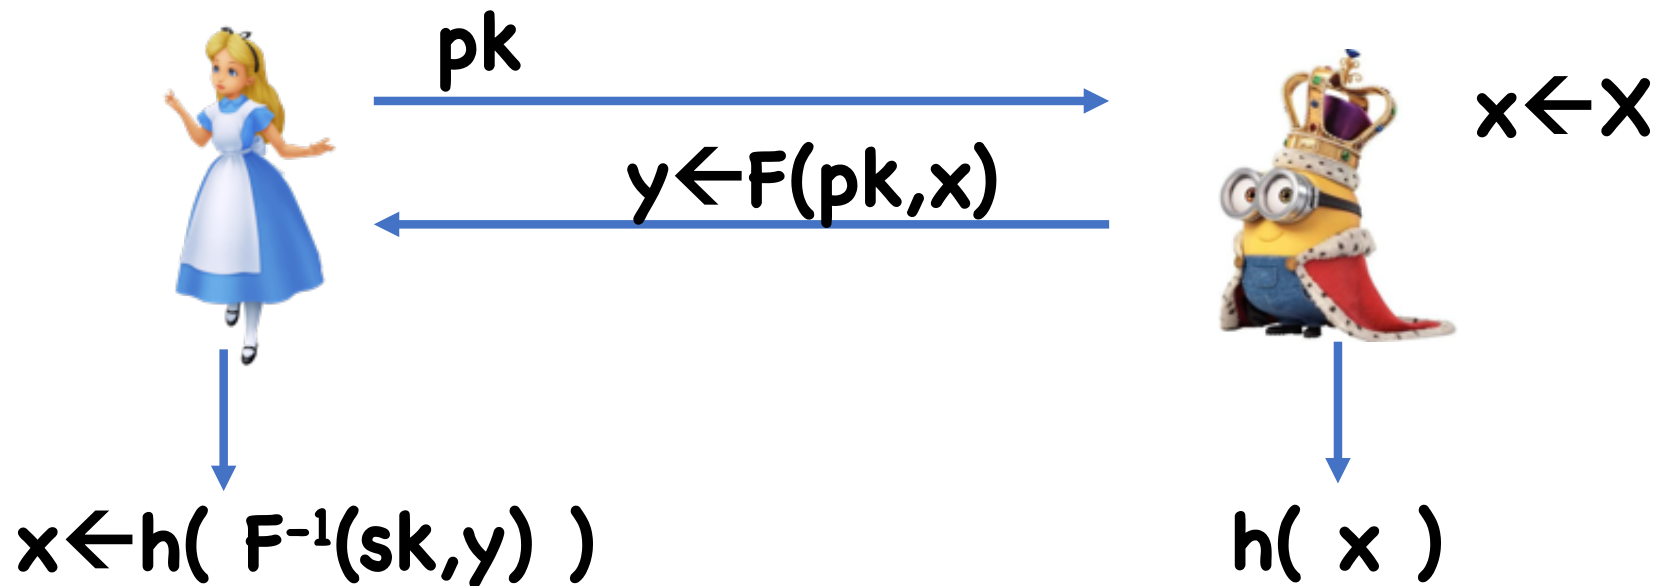 pk
x←X
y←F(pk,x)
x←h( F⁻¹(sk,y) )
h( x )